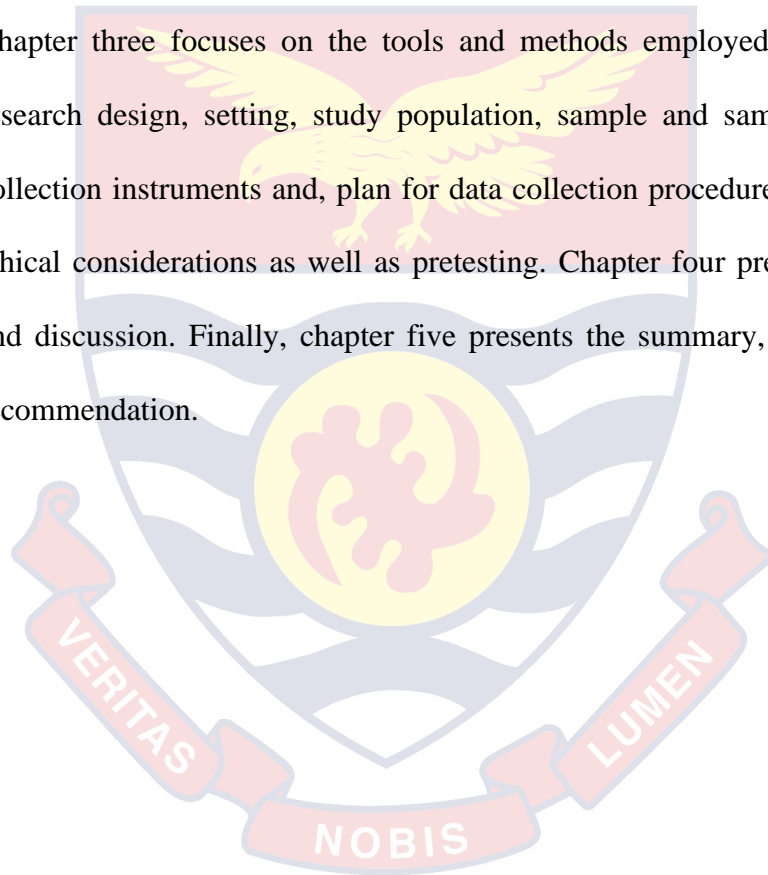 hapter three focuses on the tools and methods employed
search design, setting, study population, sample and sam
ollection instruments and, plan for data collection procedure
hical considerations as well as pretesting. Chapter four pre
nd discussion. Finally, chapter five presents the summary,
commendation.
VERITAS
NOBIS
LUMEN